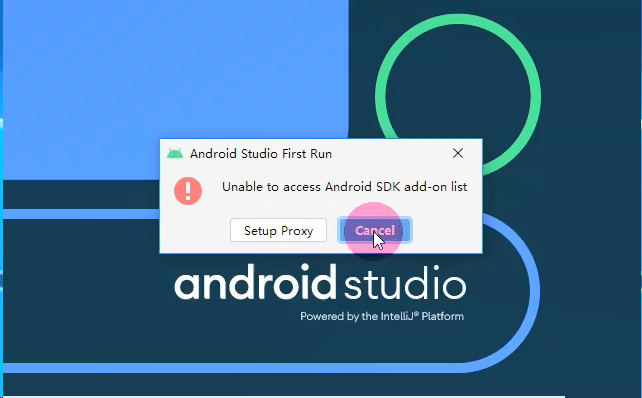 Android Studio First Run
Unable to access Android SDK add-on list
Setup Proxy
Cancel
android studio
Powered by the IntelliJ® Platform